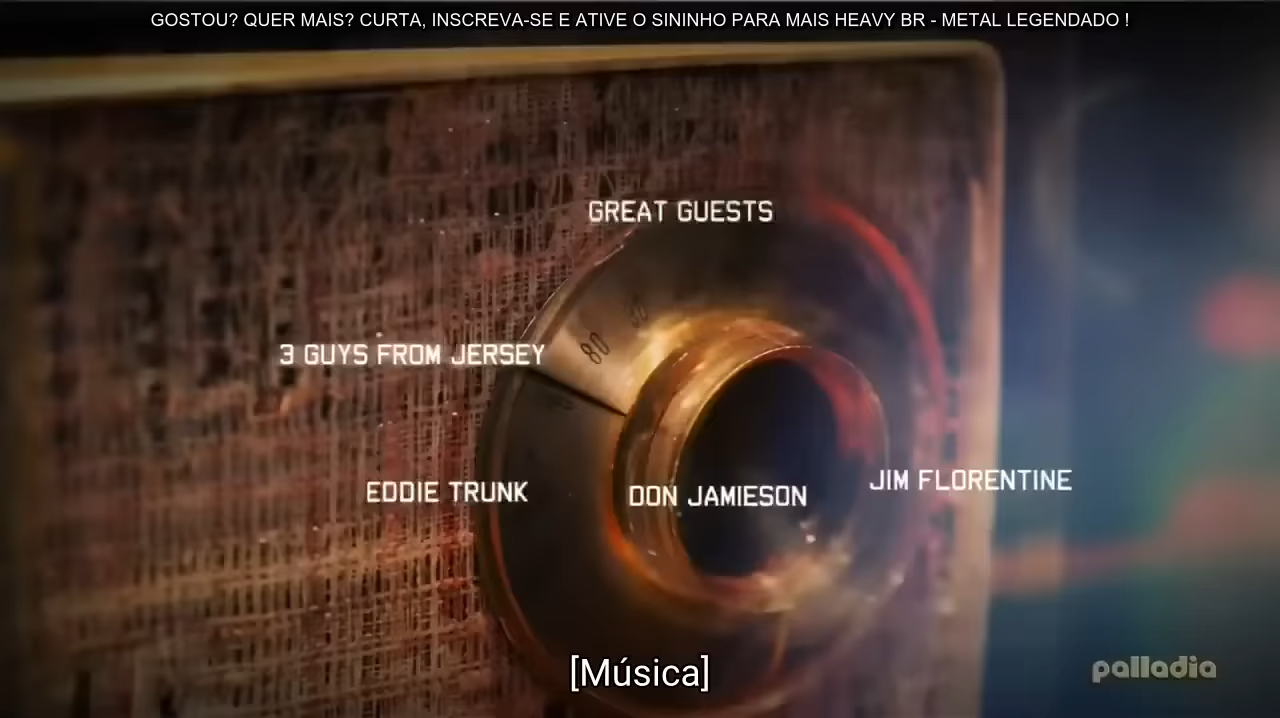 GOSTOU? QUER MAIS? CURTA, INSCREVA-SE E ATIVE O SININHO PARA MAIS HEAVY BR - METAL LEGENDADO !
GREAT GUESTS
80
3 GUYS FROM JERSEY
EDDIE TRUNK
DON JAMIESON
JIM FLORENTINE
[Música]
palladia